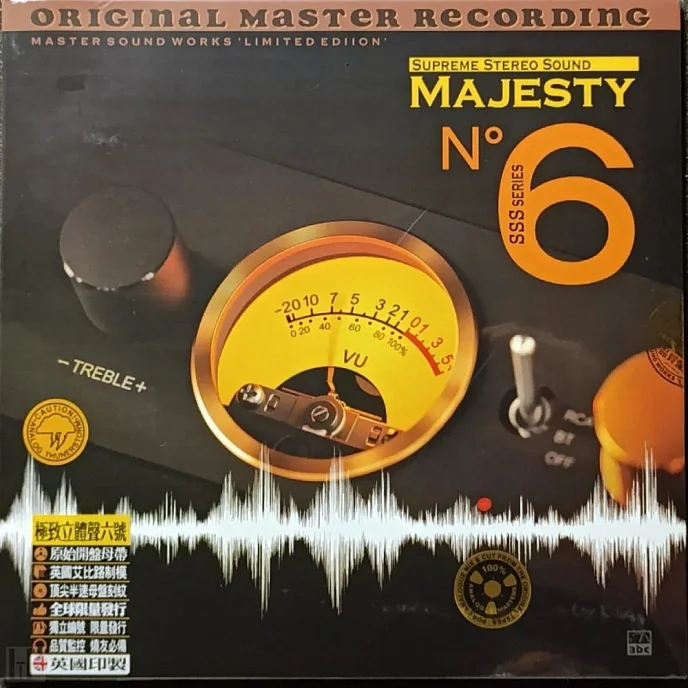 ORIGINAL MASTER RECORDING
MASTER SOUND WORKS 'LIMITED EDIION'
SUPREME STEREO SOUND
MAJESTY
Nº 6
SSS SERIES
-20 10 7 5 3 2 1 0 1 3 5
0 20 40 60 80 100%
VU
- TREBLE +
RCA
BT
OFF
CAUTION!
極致立體聲六號
原始開盤母帶
英國艾比路制模
頂尖半速母盤刻紋
全球限量發行
獨立編號 限量發行
品質監控 燒友必備
英國印製
100%
abc